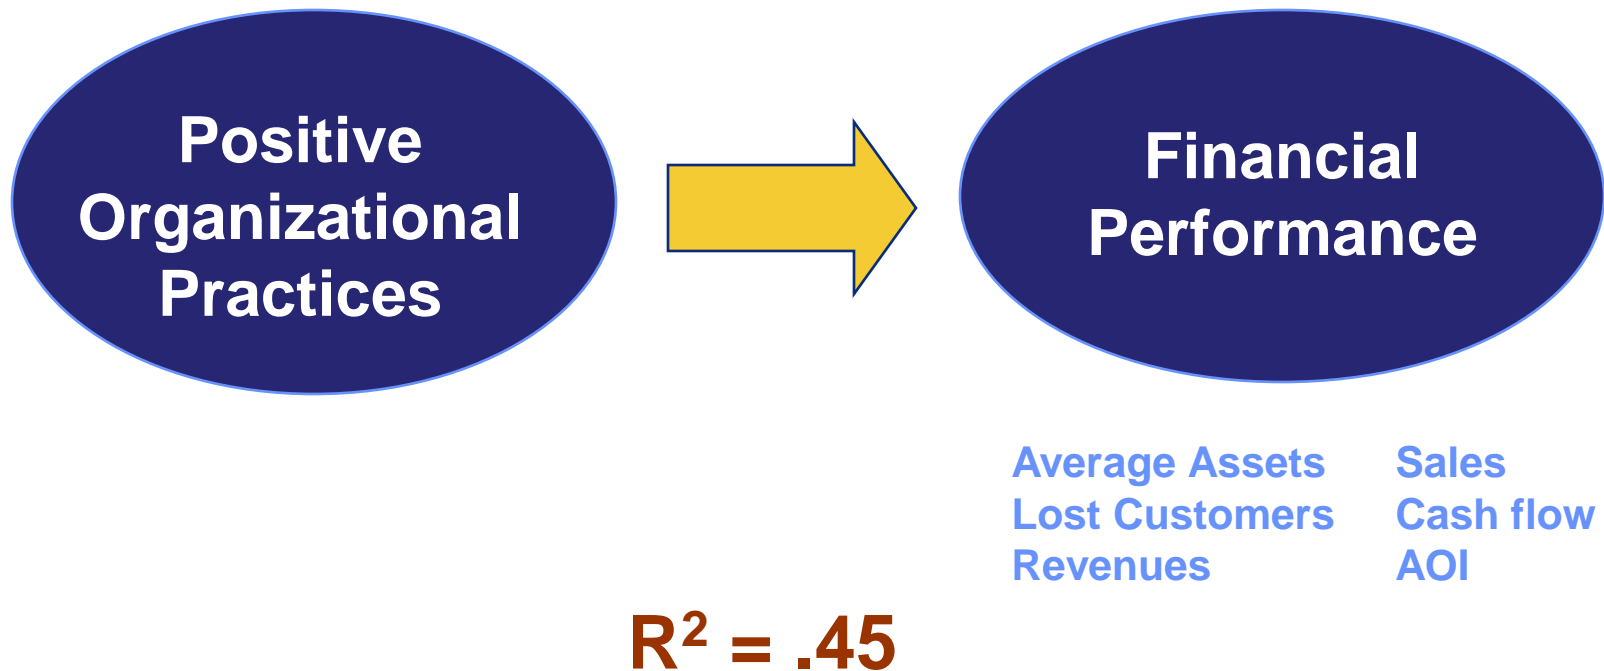 Positive
Organizational
Practices
Financial
Performance
Average Assets Sales
Lost Customers Cash flow
Revenues AOI
R² = .45